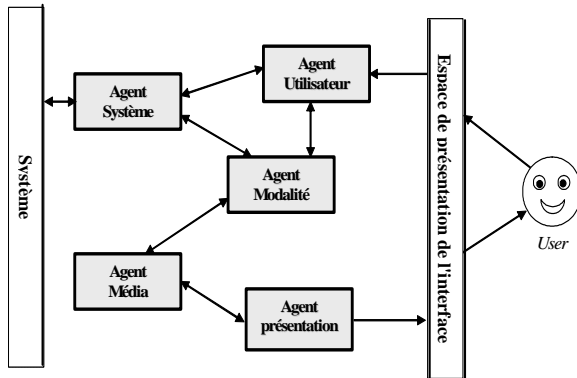 Système
Agent
Système
Agent
Utilisateur
Agent
Modalité
Agent
Média
Agent
présentation
Espace de présentation de l'interface
User